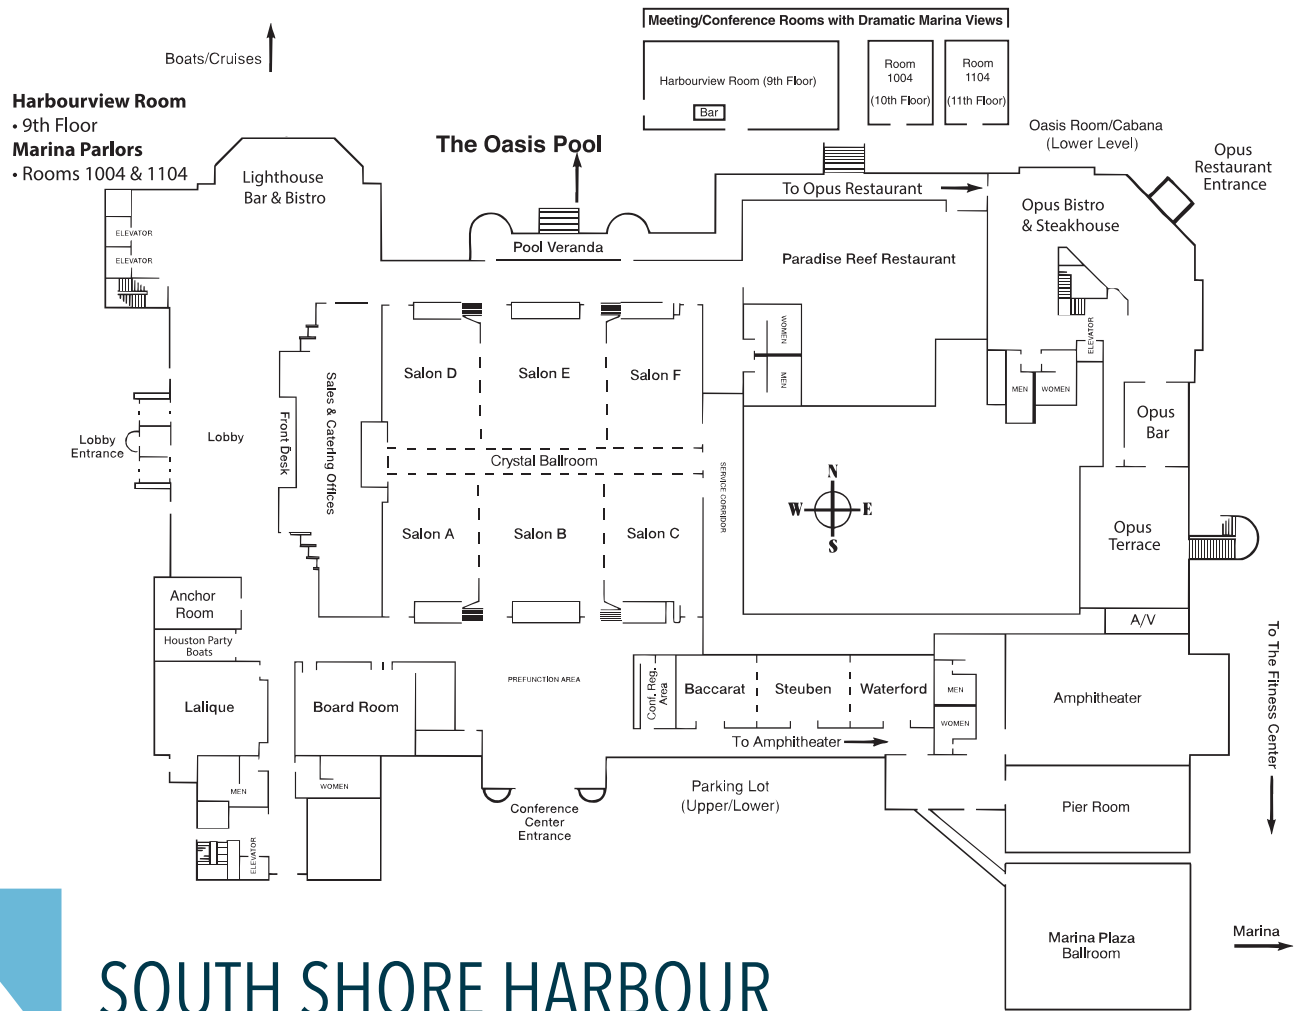 Meeting/Conference Rooms with Dramatic Marina Views
Boats/Cruises
Harbourview Room (9th Floor)
Bar
Room
1004
(10th Floor)
Room
1104
(11th Floor)
Harbourview Room
• 9th Floor
Marina Parlors
• Rooms 1004 & 1104
The Oasis Pool
Oasis Room/Cabana
(Lower Level)
Opus
Restaurant
Entrance
Lighthouse
Bar & Bistro
To Opus Restaurant
Opus Bistro
& Steakhouse
ELEVATOR
ELEVATOR
Pool Veranda
Paradise Reef Restaurant
WOMEN
MEN
ELEVATOR
MEN
WOMEN
Salon D
Salon E
Salon F
Sales & Catering Offices
Front Desk
Lobby
Lobby
Entrance
Opus
Bar
Crystal Ballroom
SERVICE CORRIDOR
N
W
E
S
Salon A
Salon B
Salon C
Opus
Terrace
Anchor
Room
Houston Party
Boats
A/V
To The Fitness Center
Lalique
Board Room
PREFUNCTION AREA
Conf. Reg.
Area
Baccarat
Steuben
Waterford
MEN
WOMEN
Amphitheater
To Amphitheater
MEN
WOMEN
Parking Lot
(Upper/Lower)
Conference
Center
Entrance
Pier Room
ELEVATOR
Marina Plaza
Ballroom
Marina
SOUTH SHORE HARBOUR